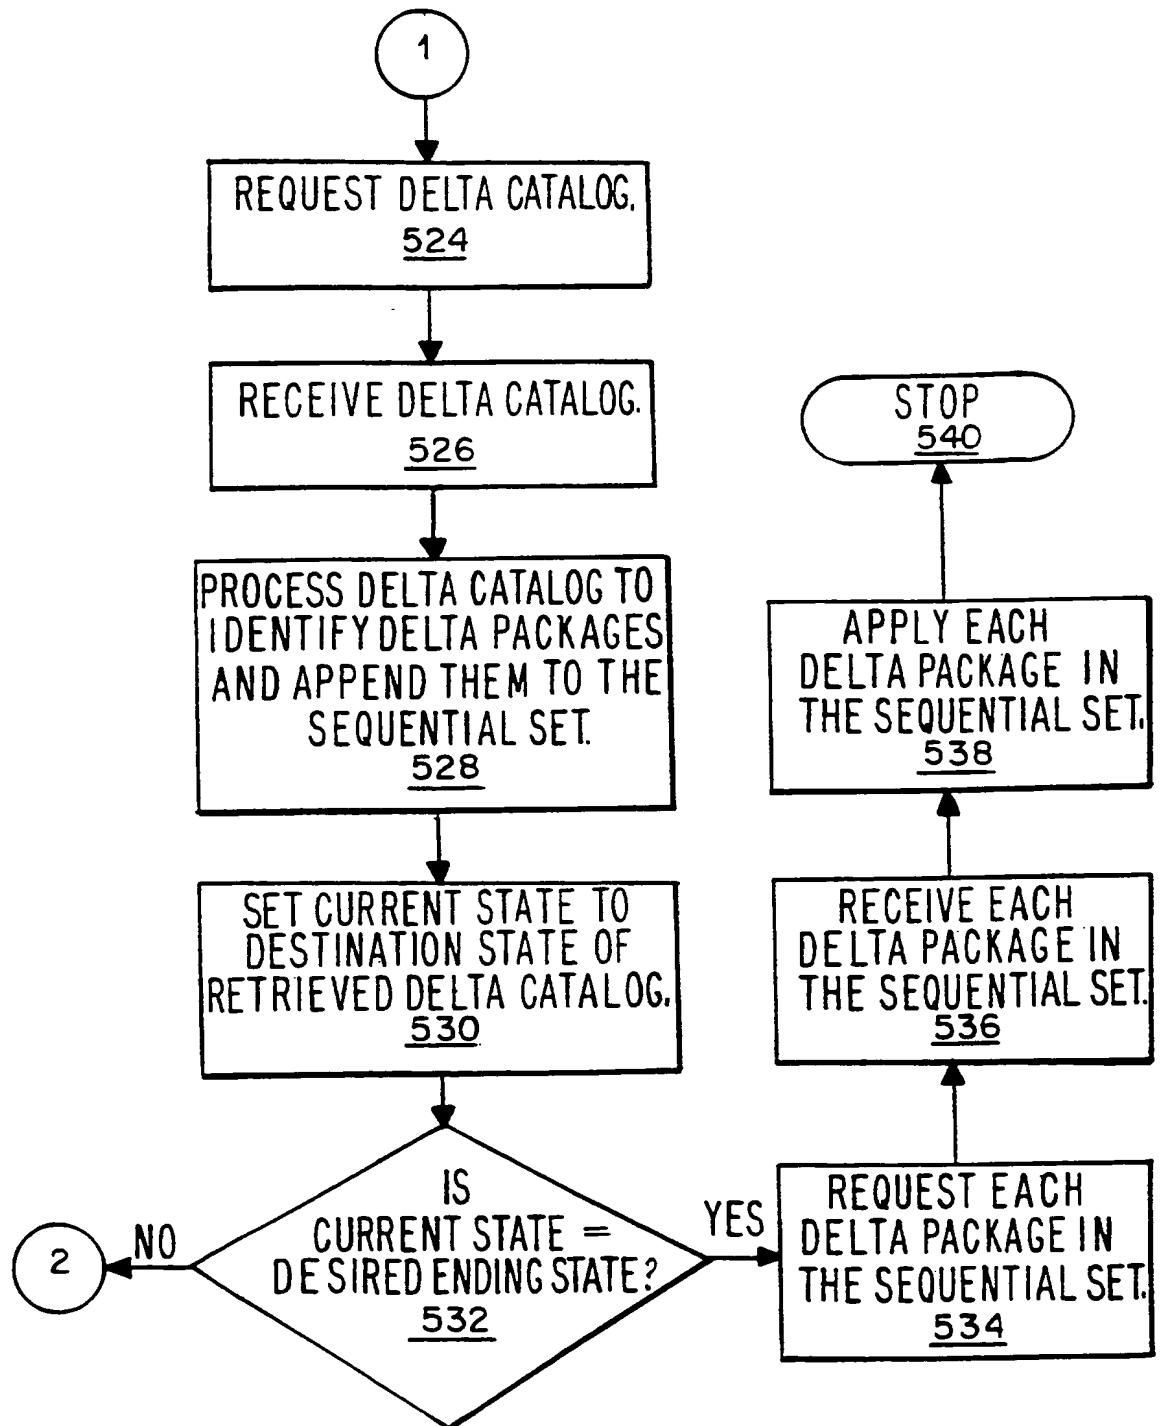 1
REQUEST DELTA CATALOG.
524
RECEIVE DELTA CATALOG.
526
PROCESS DELTA CATALOG TO
IDENTIFY DELTA PACKAGES
AND APPEND THEM TO THE
SEQUENTIAL SET.
528
SET CURRENT STATE TO
DESTINATION STATE OF
RETRIEVED DELTA CATALOG.
530
IS
CURRENT STATE =
DESIRED ENDING STATE?
532
NO
2
YES
REQUEST EACH
DELTA PACKAGE IN
THE SEQUENTIAL SET.
534
RECEIVE EACH
DELTA PACKAGE IN
THE SEQUENTIAL SET.
536
APPLY EACH
DELTA PACKAGE IN
THE SEQUENTIAL SET.
538
STOP
540